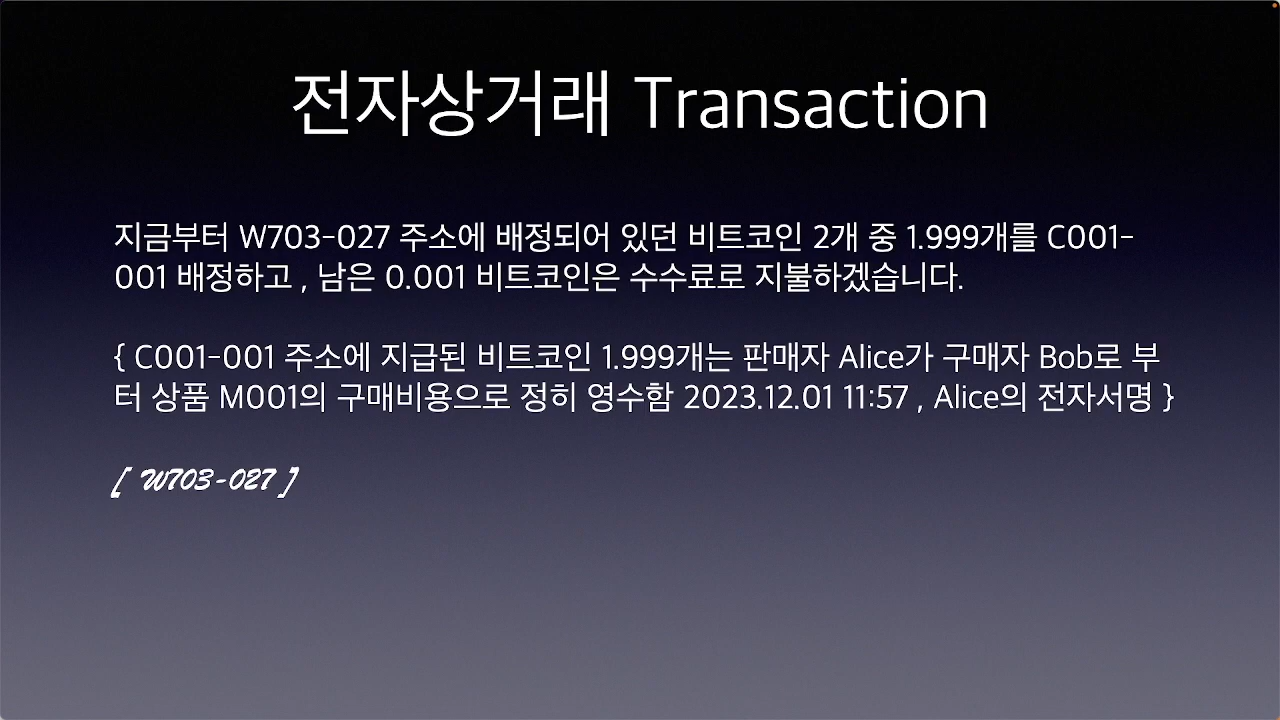 전자상거래 Transaction
지금부터 W703-027 주소에 배정되어 있던 비트코인 2개 중 1.999개를 C001-
001 배정하고 , 남은 0.001 비트코인은 수수료로 지불하겠습니다.
{ C001-001 주소에 지급된 비트코인 1.999개는 판매자 Alice가 구매자 Bob로 부
터 상품 M001의 구매비용으로 정히 영수함 2023.12.01 11:57 , Alice의 전자서명 }
[ W703-027 ]